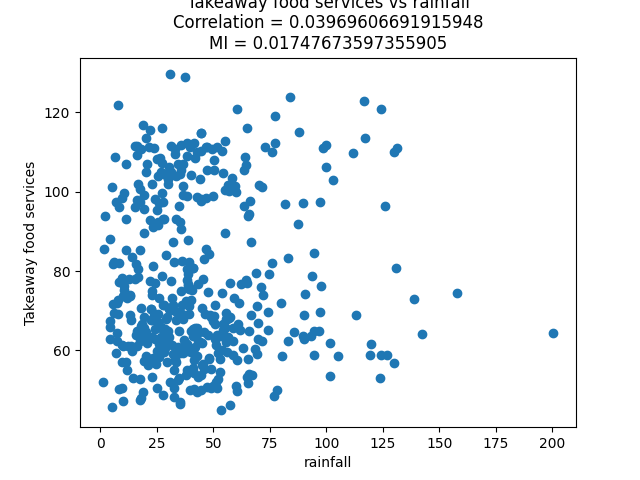 Takeaway food services vs rainfall
Correlation = 0.03969606691915948
MI = 0.01747673597355905
Takeaway food services
120
100
80
60
0 25 50 75 100 125 150 175 200
rainfall